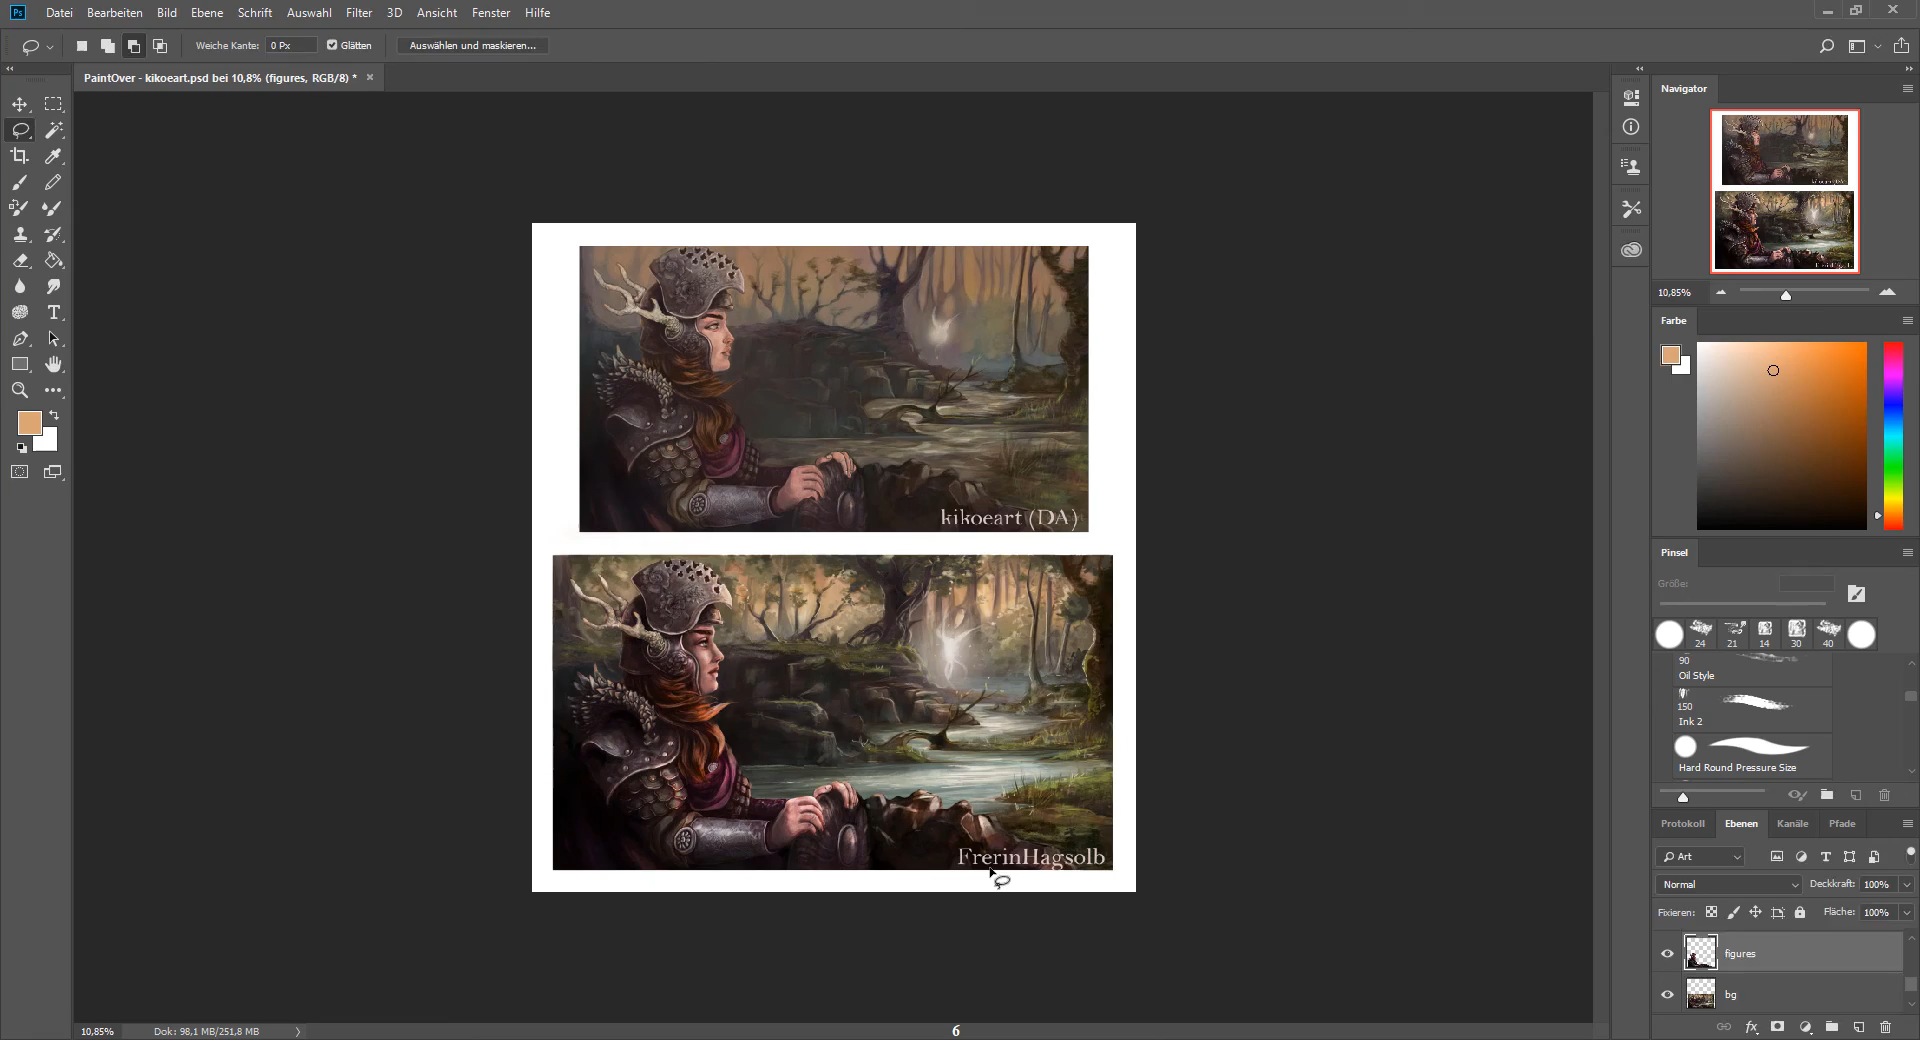 Ps Datei Bearbeiten Bild Ebene Schrift Auswahl Filter 3D Ansicht Fenster Hilfe
Weiche Kante: 0 Px Glätten Auswählen und maskieren...
PaintOver - kikoeart.psd bei 10,8% (figures, RGB/8) *
Navigator
10,85%
Farbe
Pinsel
Größe:
24 21 14 30 40
90
Oil Style
150
Ink 2
Hard Round Pressure Size
Protokoll Ebenen Kanäle Pfade
Art
Normal Deckkraft: 100%
Fixieren: Fläche: 100%
figures
bg
kikoeart (DA)
FrerinHagsolb
10,85% Dok: 98,1 MB/251,8 MB
6